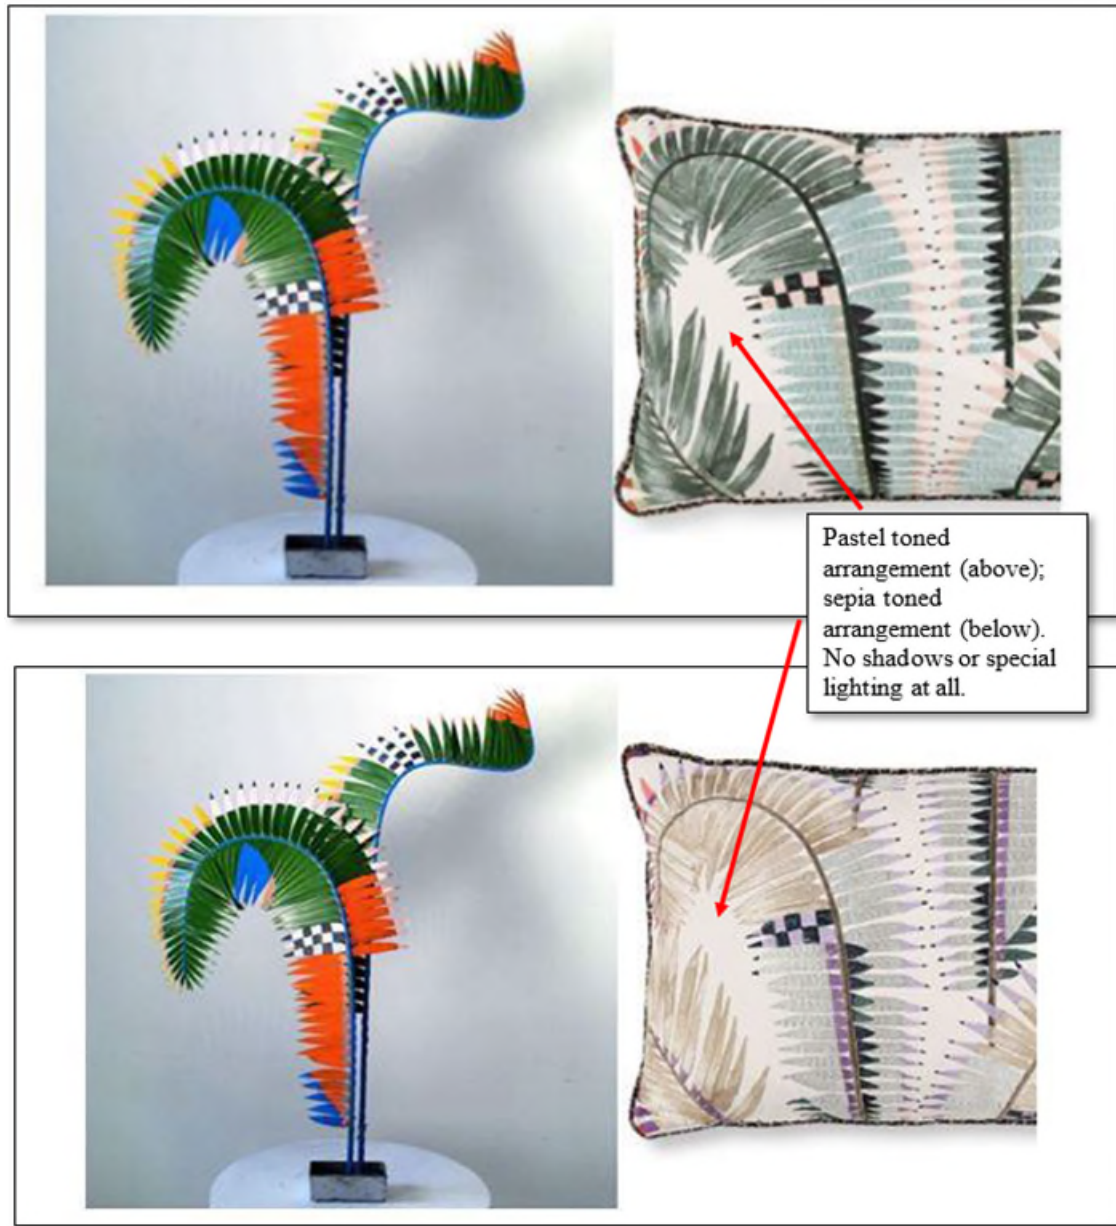 Pastel toned
arrangement (above);
sepia toned
arrangement (below).
No shadows or special
lighting at all.